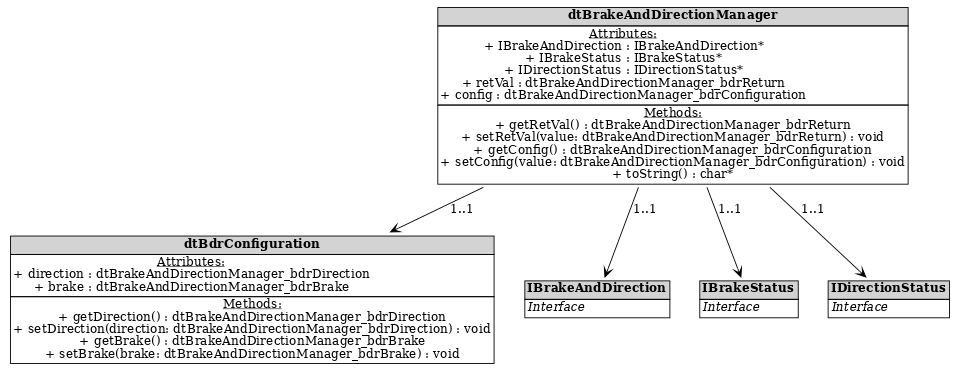 dtBrakeAndDirectionManager
Attributes:
+ IBrakeAndDirection : IBrakeAndDirection*
+ IBrakeStatus : IBrakeStatus*
+ IDirectionStatus : IDirectionStatus*
+ retVal : dtBrakeAndDirectionManager_bdrReturn
+ config : dtBrakeAndDirectionManager_bdrConfiguration
Methods:
+ getRetVal() : dtBrakeAndDirectionManager_bdrReturn
+ setRetVal(value: dtBrakeAndDirectionManager_bdrReturn) : void
+ getConfig() : dtBrakeAndDirectionManager_bdrConfiguration
+ setConfig(value: dtBrakeAndDirectionManager_bdrConfiguration) : void
+ toString() : char*
1..1
1..1
1..1
1..1
dtBdrConfiguration
Attributes:
+ direction : dtBrakeAndDirectionManager_bdrDirection
+ brake : dtBrakeAndDirectionManager_bdrBrake
Methods:
+ getDirection() : dtBrakeAndDirectionManager_bdrDirection
+ setDirection(direction: dtBrakeAndDirectionManager_bdrDirection) : void
+ getBrake() : dtBrakeAndDirectionManager_bdrBrake
+ setBrake(brake: dtBrakeAndDirectionManager_bdrBrake) : void
IBrakeAndDirection
Interface
IBrakeStatus
Interface
IDirectionStatus
Interface